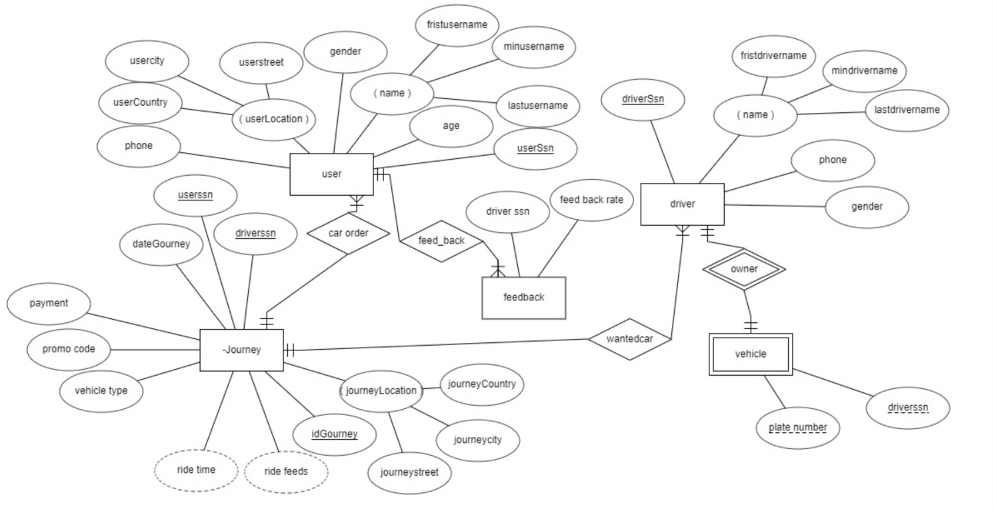 fristusername
minusername
gender
usercity
userstreet
( name )
userCountry
( userLocation )
lastusername
age
phone
userSsn
user
fristdrivername
mindrivername
driverSsn
( name )
lastdrivername
phone
driver
gender
userssn
driver ssn
feed back rate
dateGourney
driverssn
car order
feed_back
owner
payment
feedback
promo code
-Journey
wantedcar
vehicle
vehicle type
( journeyLocation )
journeyCountry
driverssn
idGourney
journeycity
plate number
ride time
ride feeds
journeystreet